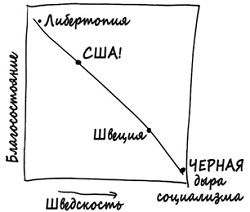 Либертопия
США!
Швеция
ЧЕРНАЯ
дыра
социализма
Благосостояние
Шведскость